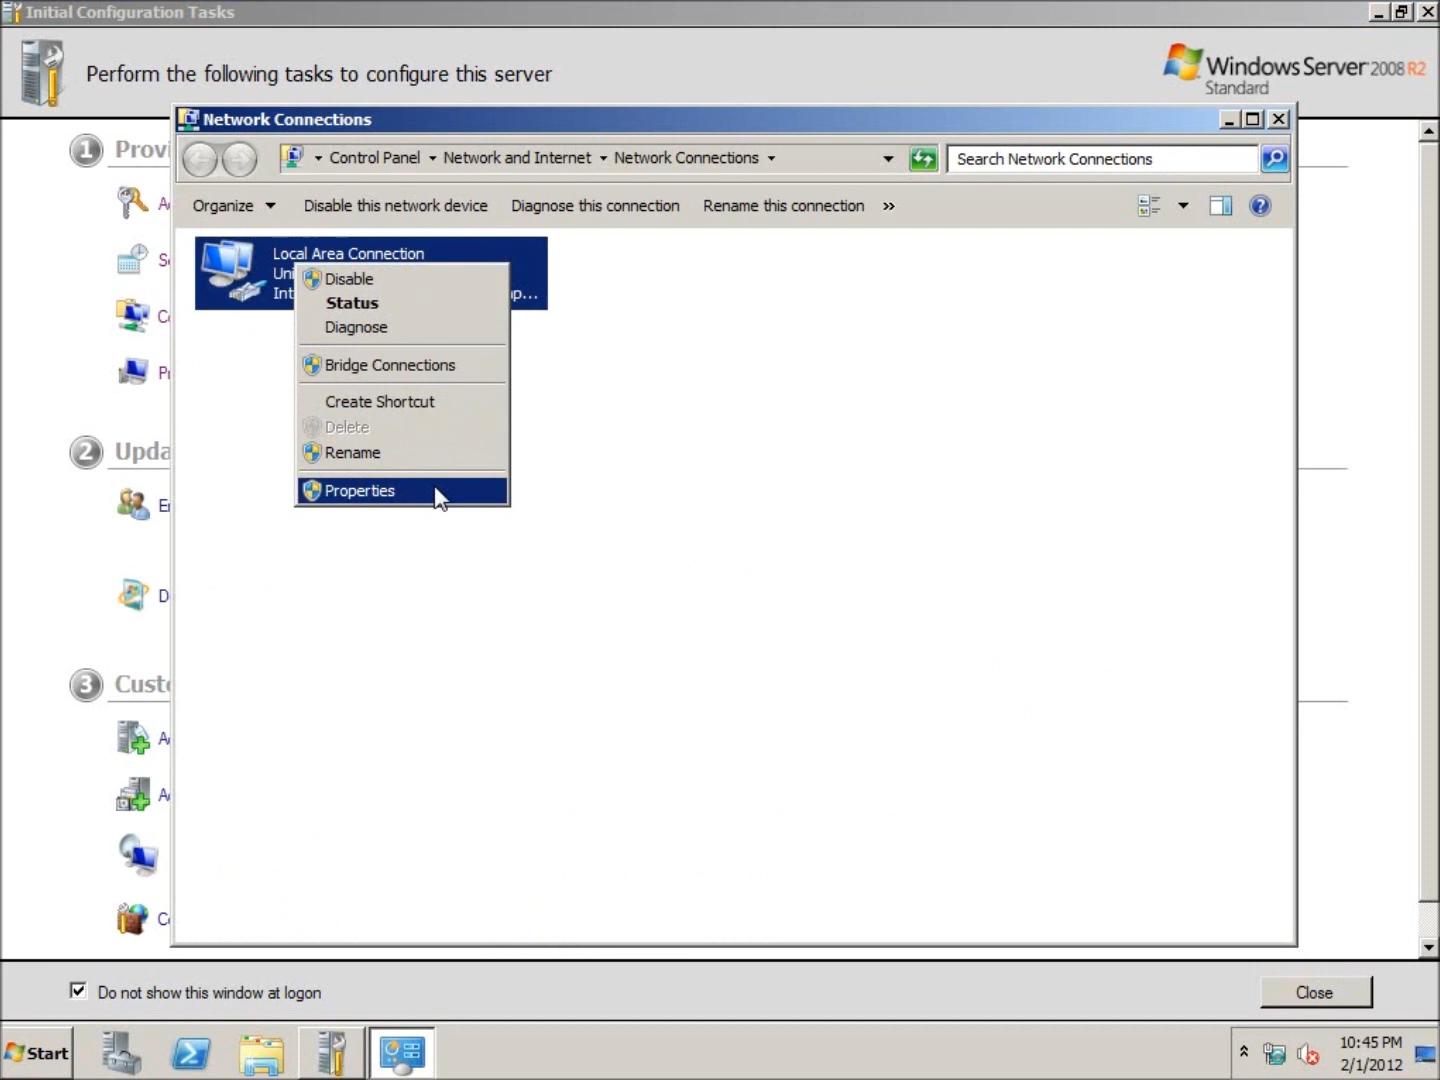 Initial Configuration Tasks
Perform the following tasks to configure this server
Windows Server 2008 R2
Standard
Network Connections
Control Panel Network and Internet Network Connections
Search Network Connections
Organize Disable this network device Diagnose this connection Rename this connection »
1
Local Area Connection
Disable
Status
Diagnose
Bridge Connections
Create Shortcut
Delete
Rename
Properties
2
3
Do not show this window at logon
Close
Start
10:45 PM
2/1/2012